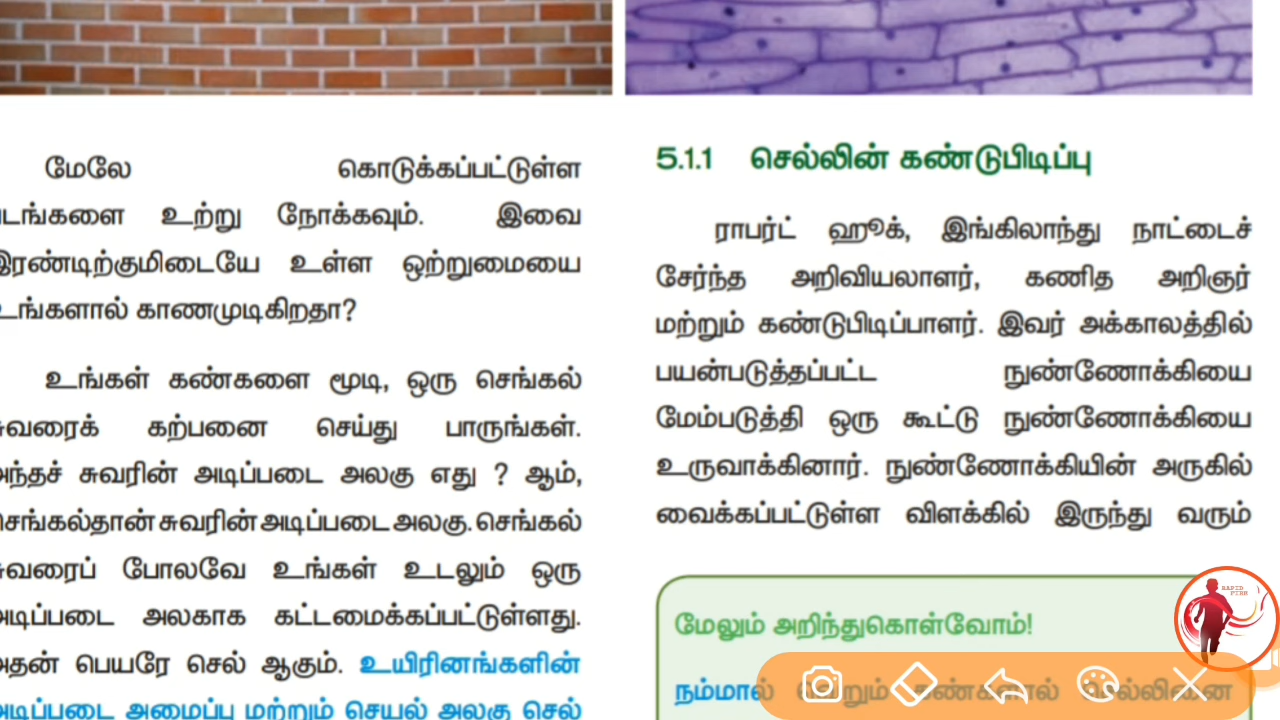 மேலே கொடுக்கப்பட்டுள்ள
உற்று நோக்கவும். இவை
இரண்டிற்குமிடையே உள்ள ஒற்றுமையை
உங்களால் காணமுடிகிறதா?
உங்கள் கண்களை மூடி, ஒரு செங்கல்
சுவரைக் கற்பனை செய்து பாருங்கள்.
அந்தச் சுவரின் அடிப்படை அலகு எது ? ஆம்,
செங்கல்தான் சுவரின் அடிப்படை அலகு. செங்கல்
சுவரைப் போலவே உங்கள் உடலும் ஒரு
அடிப்படை அலகாக கட்டமைக்கப்பட்டுள்ளது.
அதன் பெயரே செல் ஆகும். உயிரினங்களின்
அடிப்படை அமைப்பு மற்றும் செயல் அலகு செல்
5.1.1 செல்லின் கண்டுபிடிப்பு
ராபர்ட் ஹூக், இங்கிலாந்து நாட்டைச்
சேர்ந்த அறிவியலாளர், கணித அறிஞர்
மற்றும் கண்டுபிடிப்பாளர். இவர் அக்காலத்தில்
பயன்படுத்தப்பட்ட நுண்ணோக்கியை
மேம்படுத்தி ஒரு கூட்டு நுண்ணோக்கியை
உருவாக்கினார். நுண்ணோக்கியின் அருகில்
வைக்கப்பட்டுள்ள விளக்கில் இருந்து வரும்
மேலும் அறிந்துகொள்வோம்!
நம்மால் வெறும் கண்களால் செல்லினை
RAPID